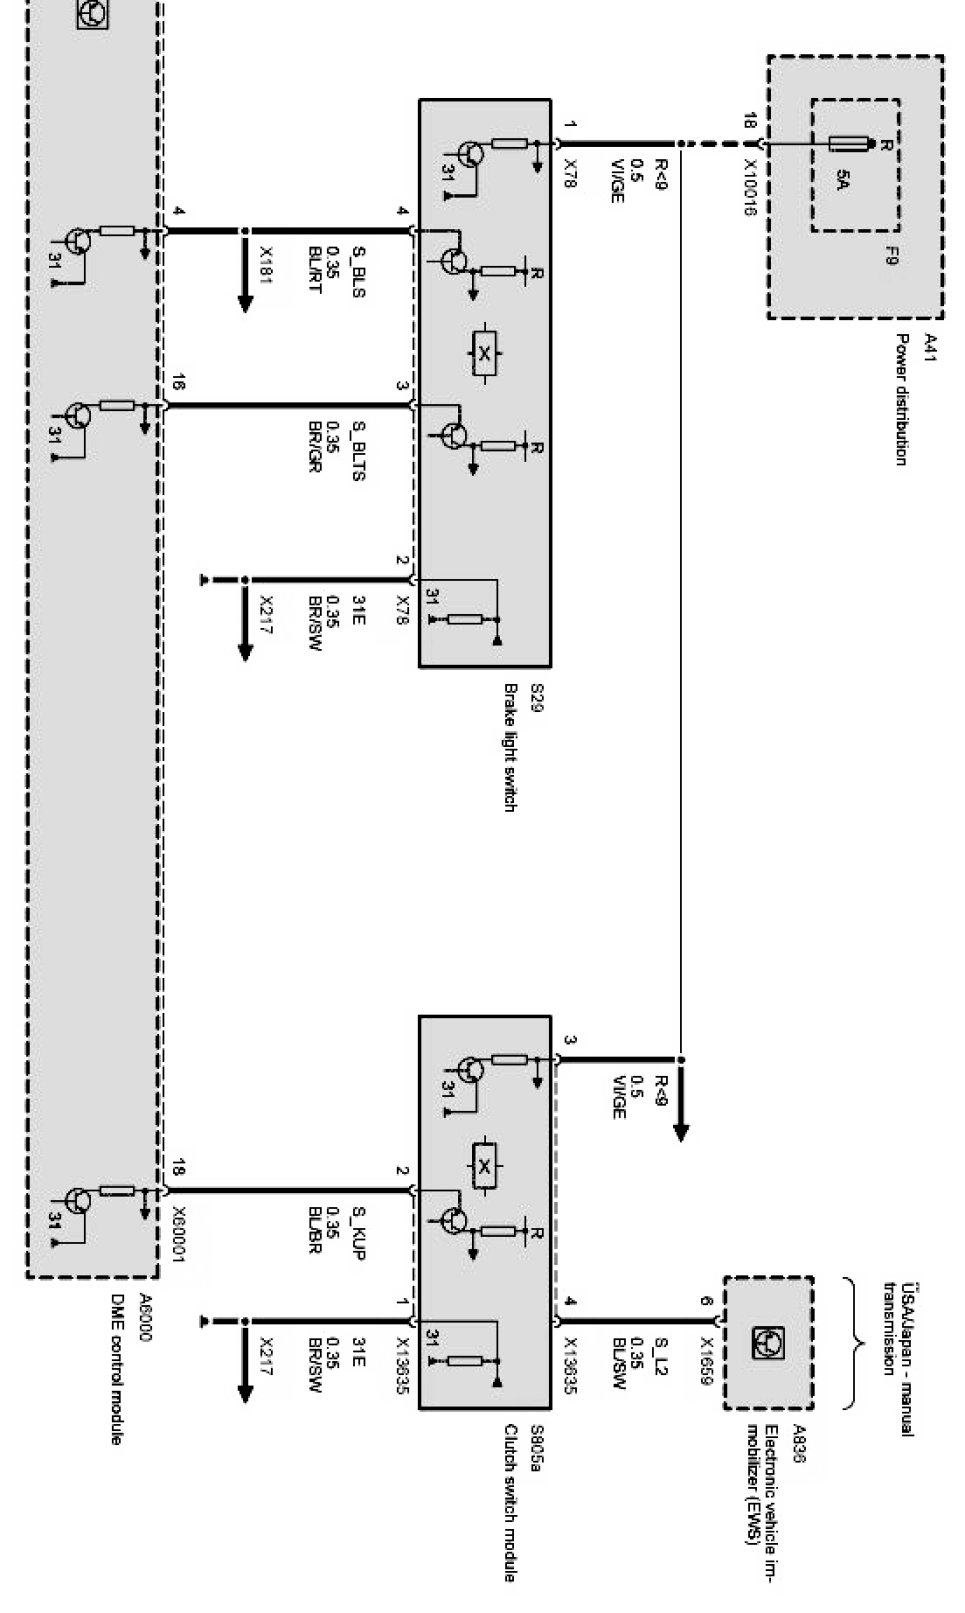 A41
Power distribution
F9
R
5A
18
X10016
R<9
0.5
VI/GE
1
X78
31
R
R
X
31
S29
Brake light switch
4
S_BLS
0.35
BL/RT
X181
4
3
S_BLTS
0.35
BR/GR
16
2
X78
31E
0.35
BR/SW
X217
31
31
USA/Japan - manual
transmission
A836
Electronic vehicle im-
mobilizer (EWS)
6
X1659
S_L2
0.35
BL/SW
4
X13635
R<9
0.5
VI/GE
3
31
X
R
31
S805a
Clutch switch module
2
S_KUP
0.35
BL/BR
18
X60001
1
X13635
31E
0.35
BR/SW
X217
31
A6000
DME control module